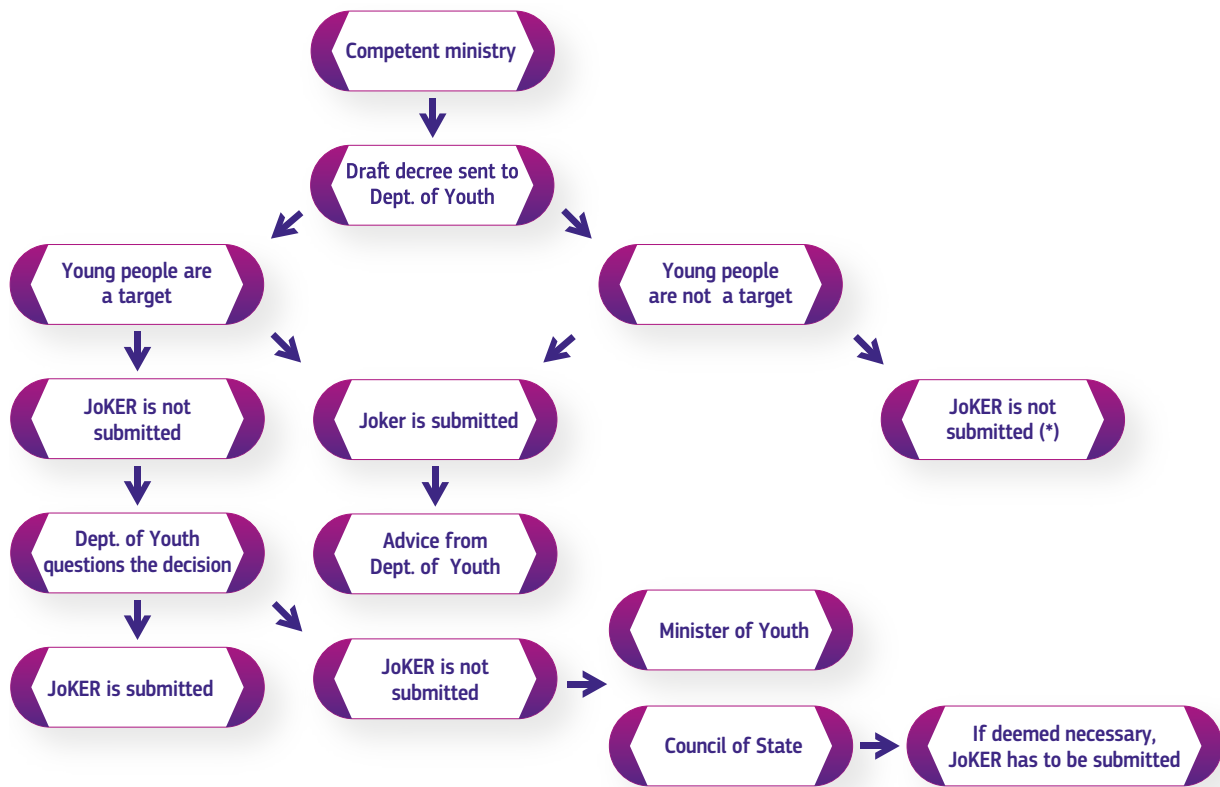 Competent ministry
Draft decree sent to
Dept. of Youth
Young people are
a target
Young people
are not a target
JoKER is not
submitted
Joker is submitted
JoKER is not
submitted (*)
Dept. of Youth
questions the decision
Advice from
Dept. of Youth
Minister of Youth
JoKER is submitted
JoKER is not
submitted
Council of State
If deemed necessary,
JoKER has to be submitted